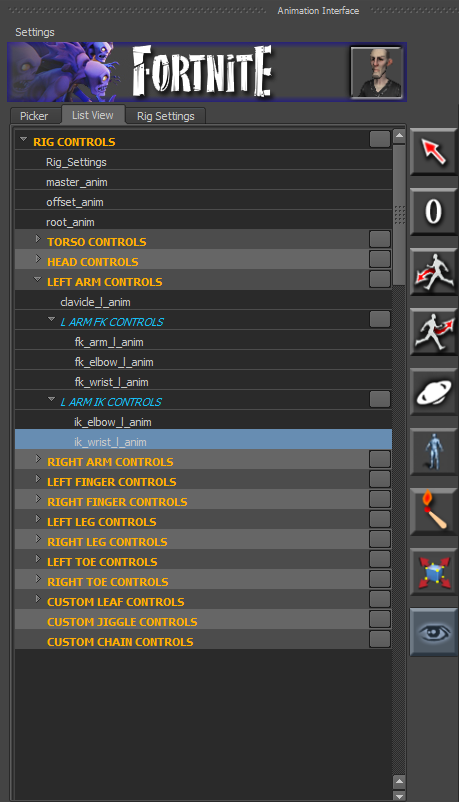 Animation Interface
Settings
FORTNITE
Picker List View Rig Settings
RIG CONTROLS
Rig_Settings
master_anim
offset_anim
root_anim
TORSO CONTROLS
HEAD CONTROLS
LEFT ARM CONTROLS
clavicle_l_anim
L ARM FK CONTROLS
fk_arm_l_anim
fk_elbow_l_anim
fk_wrist_l_anim
L ARM IK CONTROLS
ik_elbow_l_anim
ik_wrist_l_anim
RIGHT ARM CONTROLS
LEFT FINGER CONTROLS
RIGHT FINGER CONTROLS
LEFT LEG CONTROLS
RIGHT LEG CONTROLS
LEFT TOE CONTROLS
RIGHT TOE CONTROLS
CUSTOM LEAF CONTROLS
CUSTOM JIGGLE CONTROLS
CUSTOM CHAIN CONTROLS
0